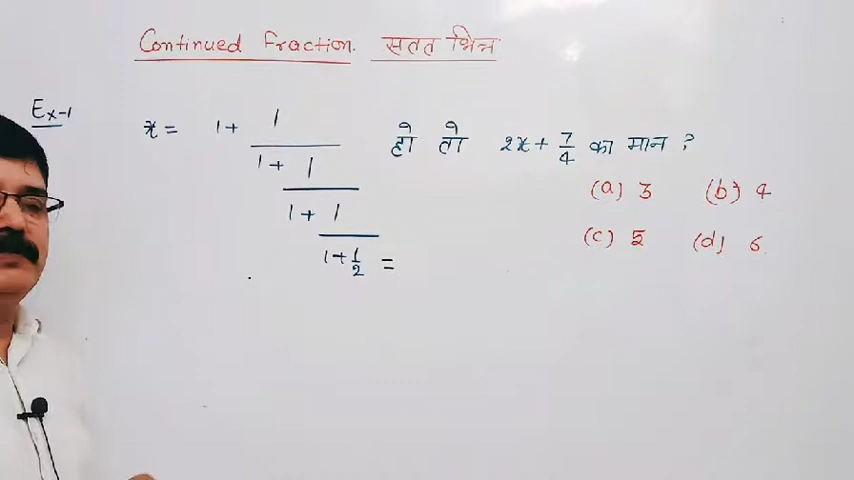 Continued Fraction. सतत भिन्न
Ex-1
x = 1 + 1 हो तो 2x + 7/4 का मान ?
1 + 1
(a) 3 (b) 4
1 + 1
(c) 5 (d) 6
1 + 1/2 =